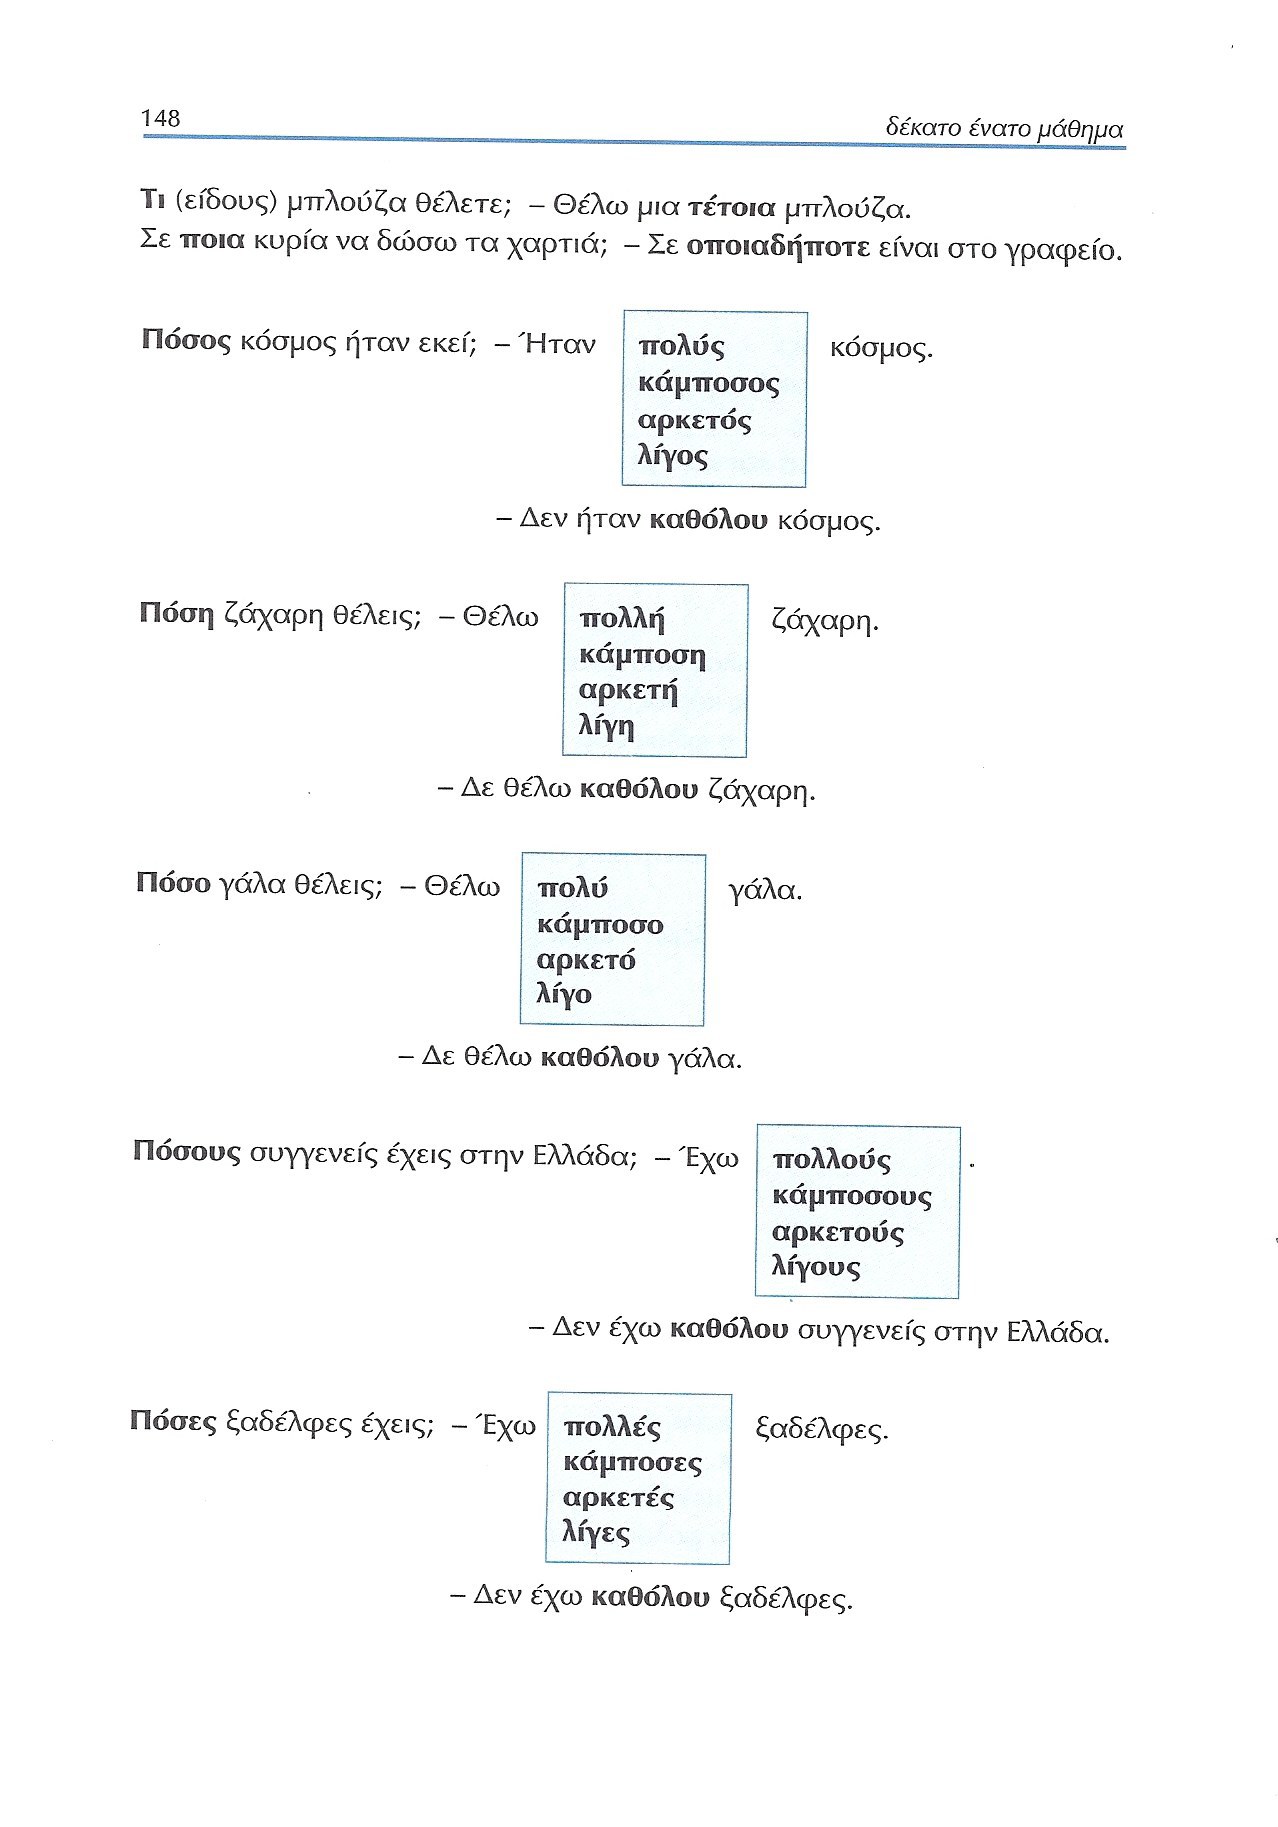 148
δέκατο ένατο μάθημα
Τι (είδους) μπλούζα θέλετε; – Θέλω μια τέτοια μπλούζα.
Σε ποια κυρία να δώσω τα χαρτιά; – Σε οποιαδήποτε είναι στο γραφείο.
Πόσος κόσμος ήταν εκεί; – Ήταν πολύς κόσμος.
κάμποσος
αρκετός
λίγος
– Δεν ήταν καθόλου κόσμος.
Πόση ζάχαρη θέλεις; – Θέλω πολλή ζάχαρη.
κάμποση
αρκετή
λίγη
– Δε θέλω καθόλου ζάχαρη.
Πόσο γάλα θέλεις; – Θέλω πολύ γάλα.
κάμποσο
αρκετό
λίγο
– Δε θέλω καθόλου γάλα.
Πόσους συγγενείς έχεις στην Ελλάδα; – Έχω πολλούς .
κάμποσους
αρκετούς
λίγους
– Δεν έχω καθόλου συγγενείς στην Ελλάδα.
Πόσες ξαδέλφες έχεις; – Έχω πολλές ξαδέλφες.
κάμποσες
αρκετές
λίγες
– Δεν έχω καθόλου ξαδέλφες.